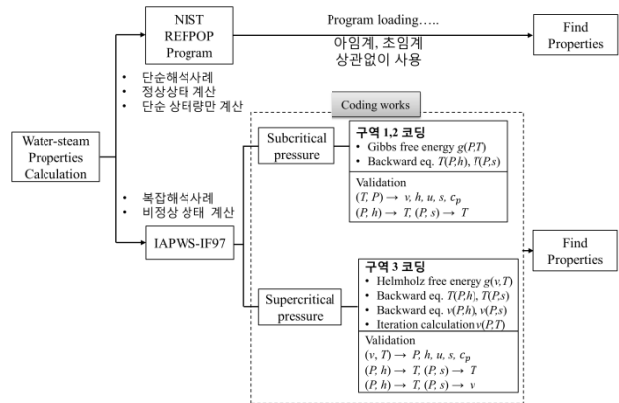 NIST
REFPOP
Program
Program loading…..
아임계, 초임계
상관없이 사용
Find
Properties
• 단순해석사례
• 정상상태 계산
• 단순 상터량만 계산
Water-steam
Properties
Calculation
• 복잡해석사례
• 비정상 상태 계산
IAPWS-IF97
Coding works
Subcritical
pressure
구역 1,2 코딩
• Gibbs free energy g(P,T)
• Backward eq. T(P,h), T(P,s)
Validation
(T, P) → v, h, u, s, cp
(P, h) → T, (P, s) → T
Supercritical
pressure
구역 3 코딩
• Helmholz free energy g(v,T)
• Backward eq. T(P,h), T(P,s)
• Backward eq. v(P,h), v(P,s)
• Iteration calculation v(P,T)
Validation
(v, T) → P, h, u, s, cp
(P, h) → T, (P, s) → T
(P, h) → T, (P, s) → v
Find
Properties